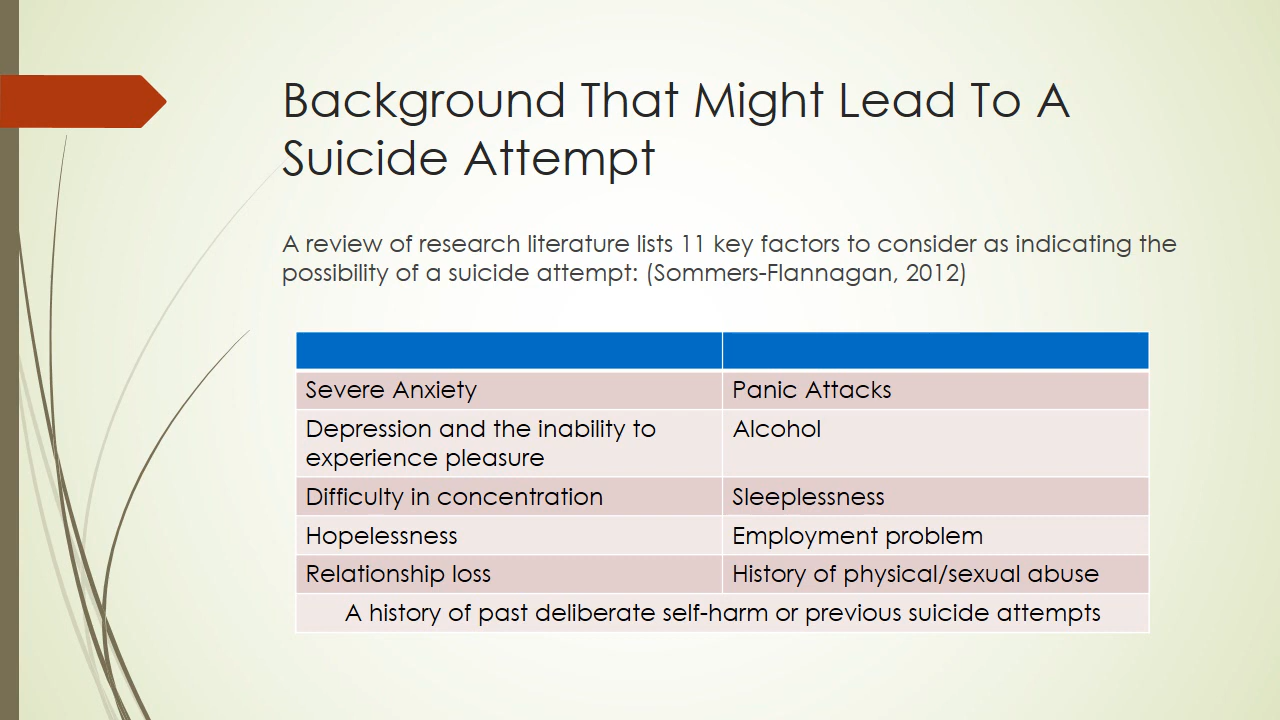 Background That Might Lead To A
Suicide Attempt
A review of research literature lists 11 key factors to consider as indicating the
possibility of a suicide attempt: (Sommers-Flannagan, 2012)
Severe Anxiety
Panic Attacks
Depression and the inability to
experience pleasure
Alcohol
Difficulty in concentration
Sleeplessness
Hopelessness
Employment problem
Relationship loss
History of physical/sexual abuse
A history of past deliberate self-harm or previous suicide attempts